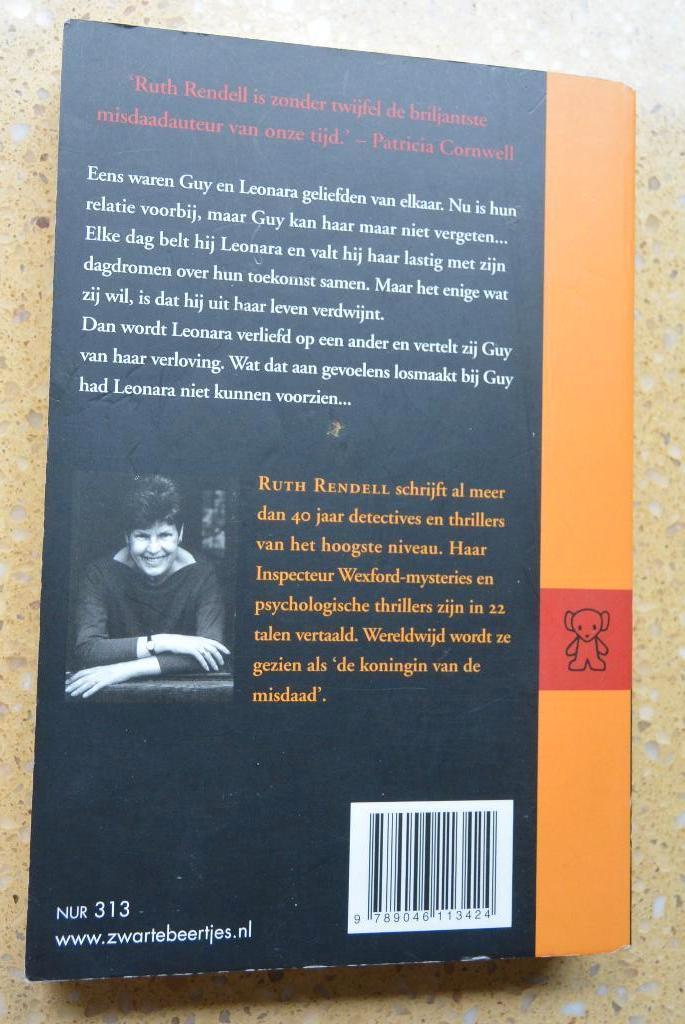 'Ruth Rendell is zonder twijfel de briljantste
misdaadauteur van onze tijd.' – Patricia Cornwell
Eens waren Guy en Leonara geliefden van elkaar. Nu is hun
relatie voorbij, maar Guy kan haar maar niet vergeten...
Elke dag belt hij Leonara en valt hij haar lastig met zijn
dagdromen over hun toekomst samen. Maar het enige wat
zij wil, is dat hij uit haar leven verdwijnt.
Dan wordt Leonara verliefd op een ander en vertelt zij Guy
van haar verloving. Wat dat aan gevoelens losmaakt bij Guy
had Leonara niet kunnen voorzien...
RUTH RENDELL schrijft al meer
dan 40 jaar detectives en thrillers
van het hoogste niveau. Haar
Inspecteur Wexford-mysteries en
psychologische thrillers zijn in 22
talen vertaald. Wereldwijd wordt ze
gezien als 'de koningin van de
misdaad'.
NUR 313
www.zwartebeertjes.nl
9 789046 113424